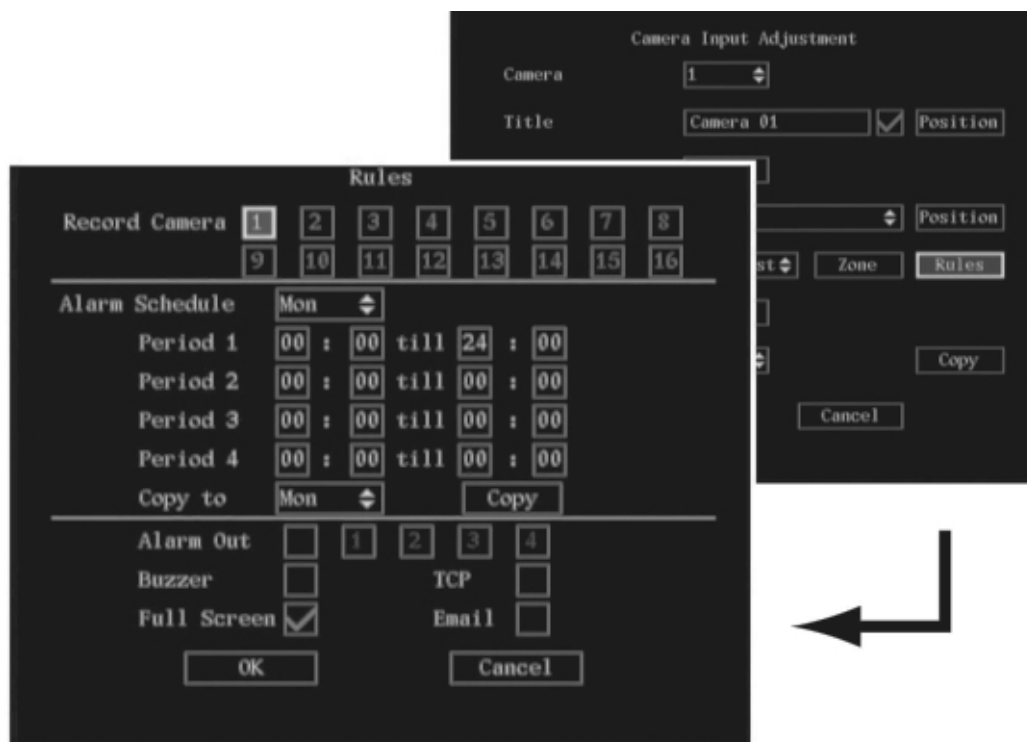 Camera Input Adjustment
Camera 1
Title Camera 01 Position
Position
st Zone Rules
Copy
Cancel
Rules
Record Camera 1 2 3 4 5 6 7 8
9 10 11 12 13 14 15 16
Alarm Schedule Mon
Period 1 00 : 00 till 24 : 00
Period 2 00 : 00 till 00 : 00
Period 3 00 : 00 till 00 : 00
Period 4 00 : 00 till 00 : 00
Copy to Mon Copy
Alarm Out 1 2 3 4
Buzzer TCP
Full Screen Email
OK Cancel